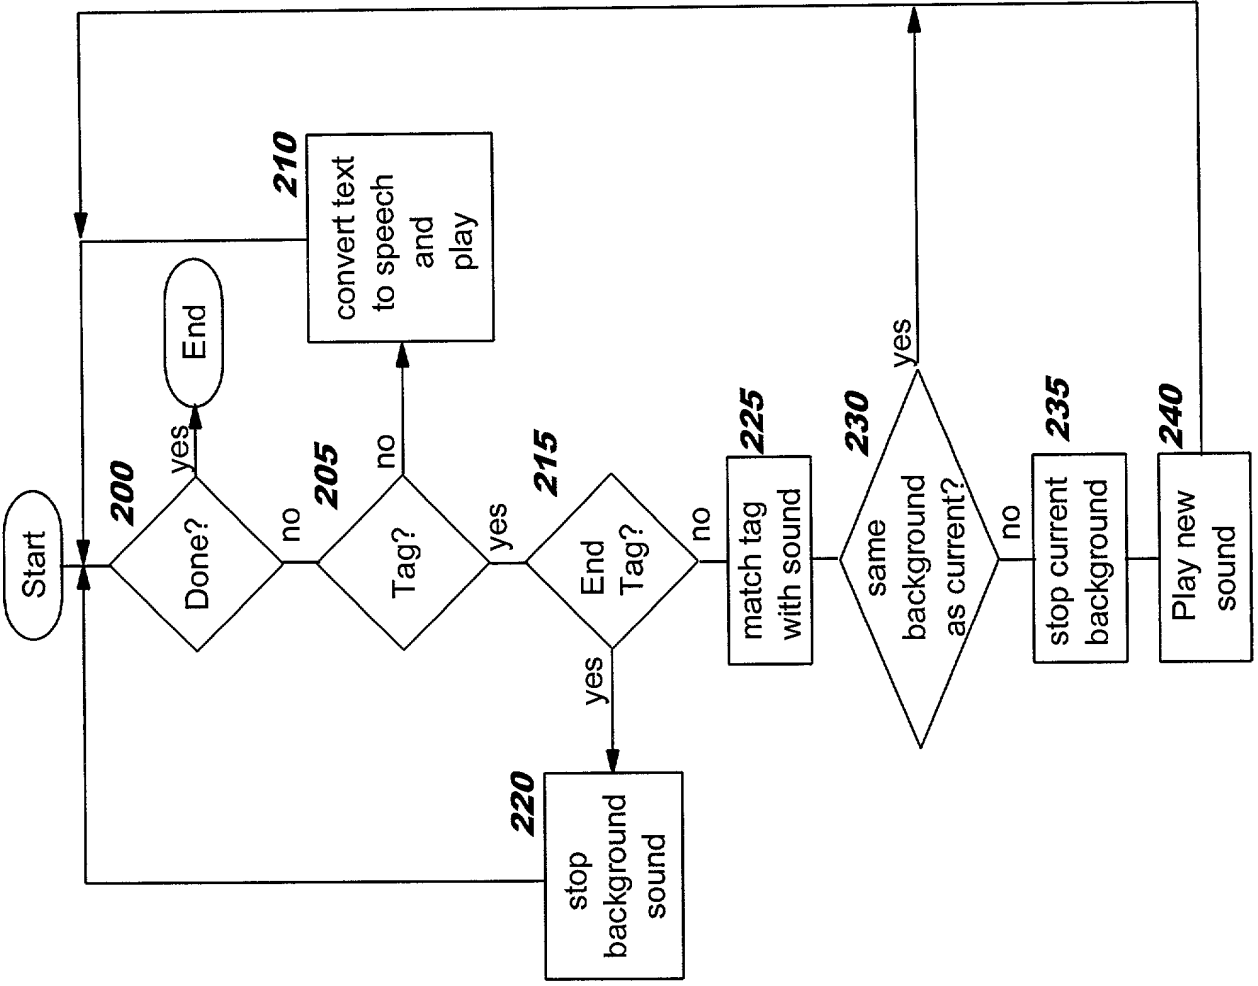 Start
200
Done?
yes
End
no
205
Tag?
no
210
convert text
to speech
and
play
yes
215
End
Tag?
yes
220
stop
background
sound
no
225
match tag
with sound
230
same
background
as current?
yes
no
235
stop current
background
240
Play new
sound